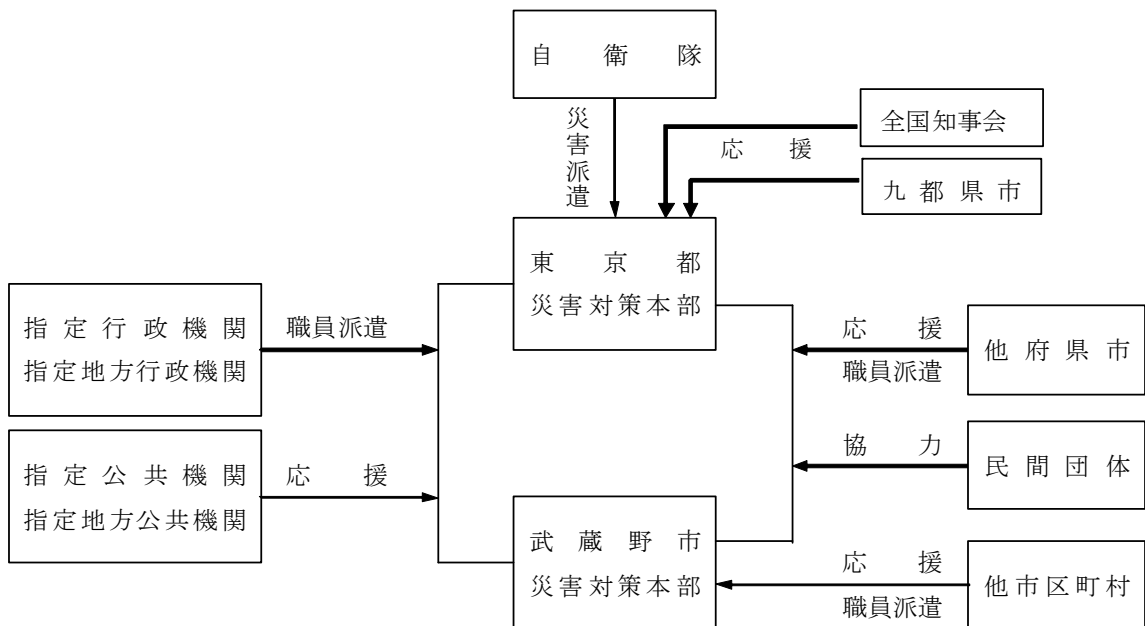 自衛隊
災害派遣
全国知事会
応援
九都県市
東京都
災害対策本部
指定行政機関
指定地方行政機関
職員派遣
応援
職員派遣
他府県市
指定公共機関
指定地方公共機関
応援
協力
民間団体
武蔵野市
災害対策本部
応援
職員派遣
他市区町村